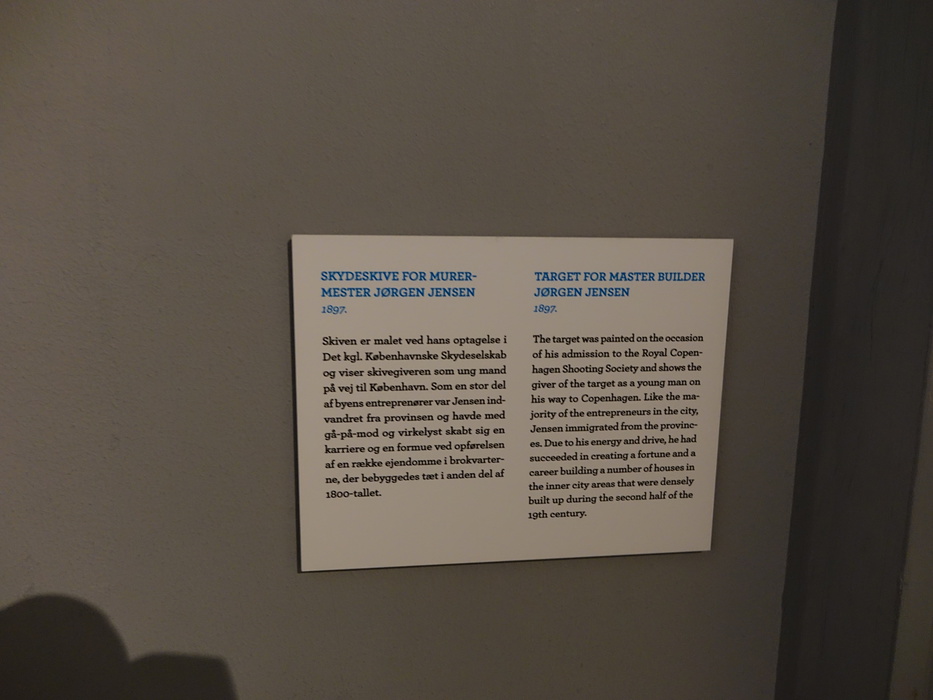 SKYDESKIVE FOR MURER-
MESTER JØRGEN JENSEN
1897.
Skiven er malet ved hans optagelse i
Det kgl. Københavnske Skydeselskab
og viser skivegiveren som ung mand
på vej til København. Som en stor del
af byens entreprenører var Jensen ind-
vandret fra provinsen og havde med
gå-på-mod og virkelyst skabt sig en
karriere og en formue ved opførelsen
af en række ejendomme i brokvarter-
ne, der bebyggedes tæt i anden del af
1800-tallet.
TARGET FOR MASTER BUILDER
JØRGEN JENSEN
1897.
The target was painted on the occasion
of his admission to the Royal Copen-
hagen Shooting Society and shows the
giver of the target as a young man on
his way to Copenhagen. Like the ma-
jority of the entrepreneurs in the city,
Jensen immigrated from the provinc-
es. Due to his energy and drive, he had
succeeded in creating a fortune and a
career building a number of houses in
the inner city areas that were densely
built up during the second half of the
19th century.